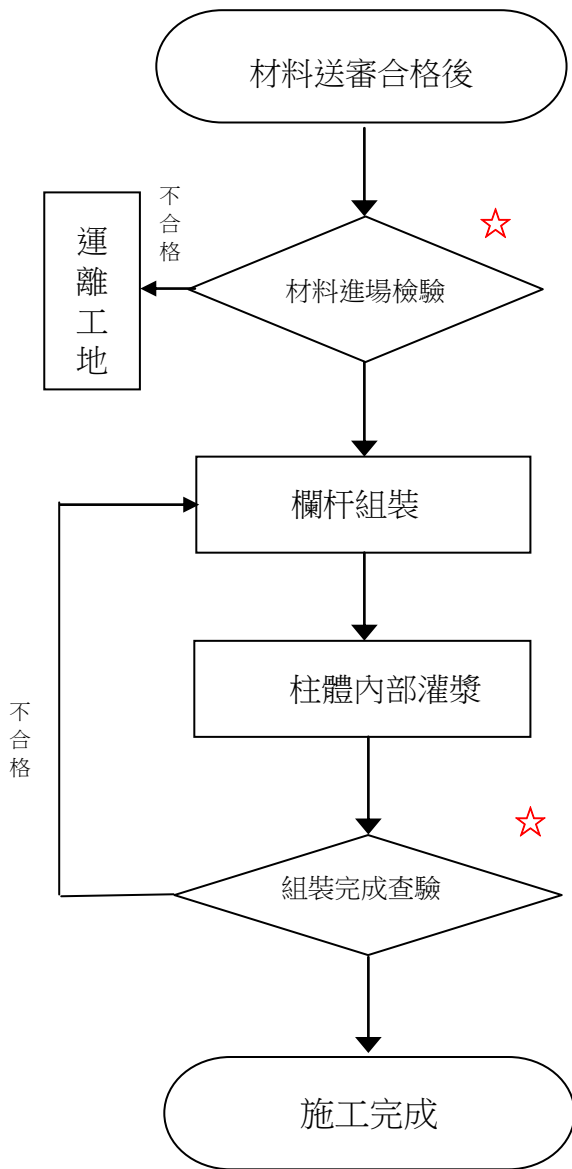 材料送審合格後
不合格
運離工地
材料進場檢驗
欄杆組裝
柱體內部灌漿
不合格
組裝完成查驗
施工完成